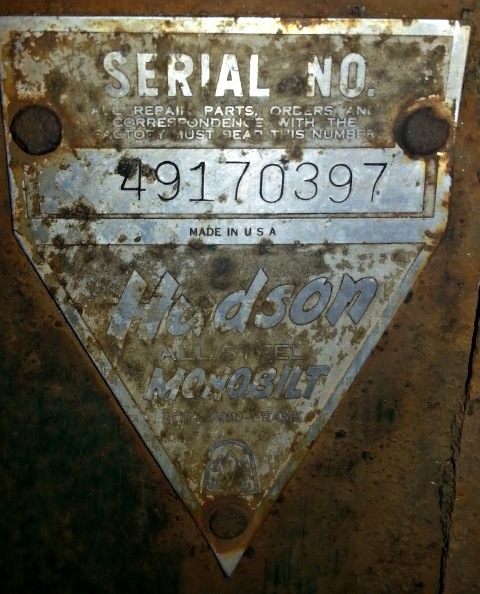 SERIAL NO.
ALL REPAIR PARTS, ORDERS AND
CORRESPONDENCE WITH THE
FACTORY MUST BEAR THIS NUMBER
49170397
MADE IN U S A
Hudson
ALL STEEL
MONOBILT
BODY AND FRAME